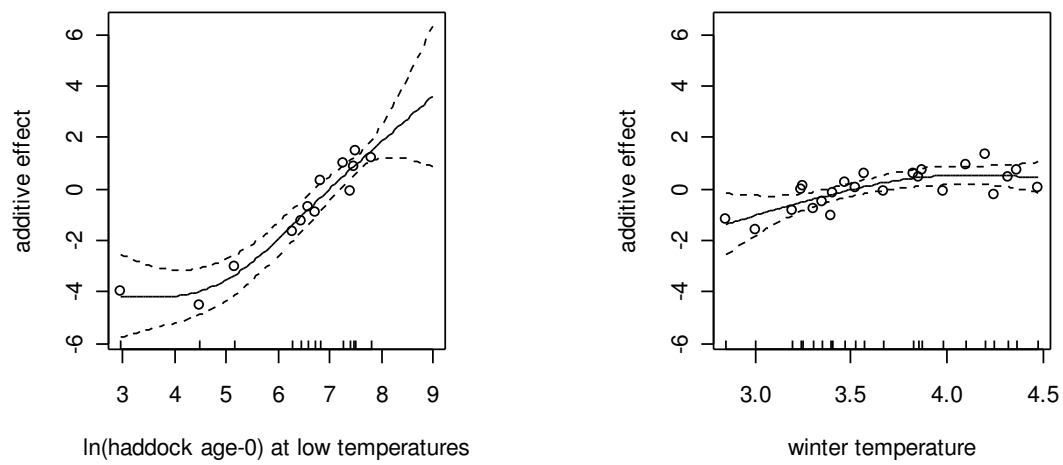 additive effect
6
4
2
0
-2
-4
-6
3 4 5 6 7 8 9
ln(haddock age-0) at low temperatures
additive effect
6
4
2
0
-2
-4
-6
3.0 3.5 4.0 4.5
winter temperature